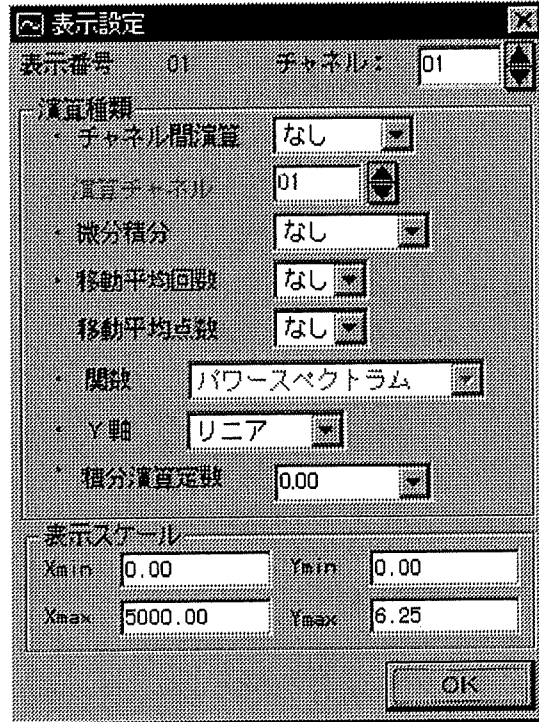 表示設定
表示番号 01 チャネル: 01
演算種類
・ チャネル間演算 なし
演算チャネル 01
・ 微分積分 なし
・ 移動平均回数 なし
移動平均点数 なし
・ 関数 パワースペクトラム
・ Y軸 リニア
・ 積分演算定数 0.00
表示スケール
Xmin 0.00 Ymin 0.00
Xmax 5000.00 Ymax 6.25
OK